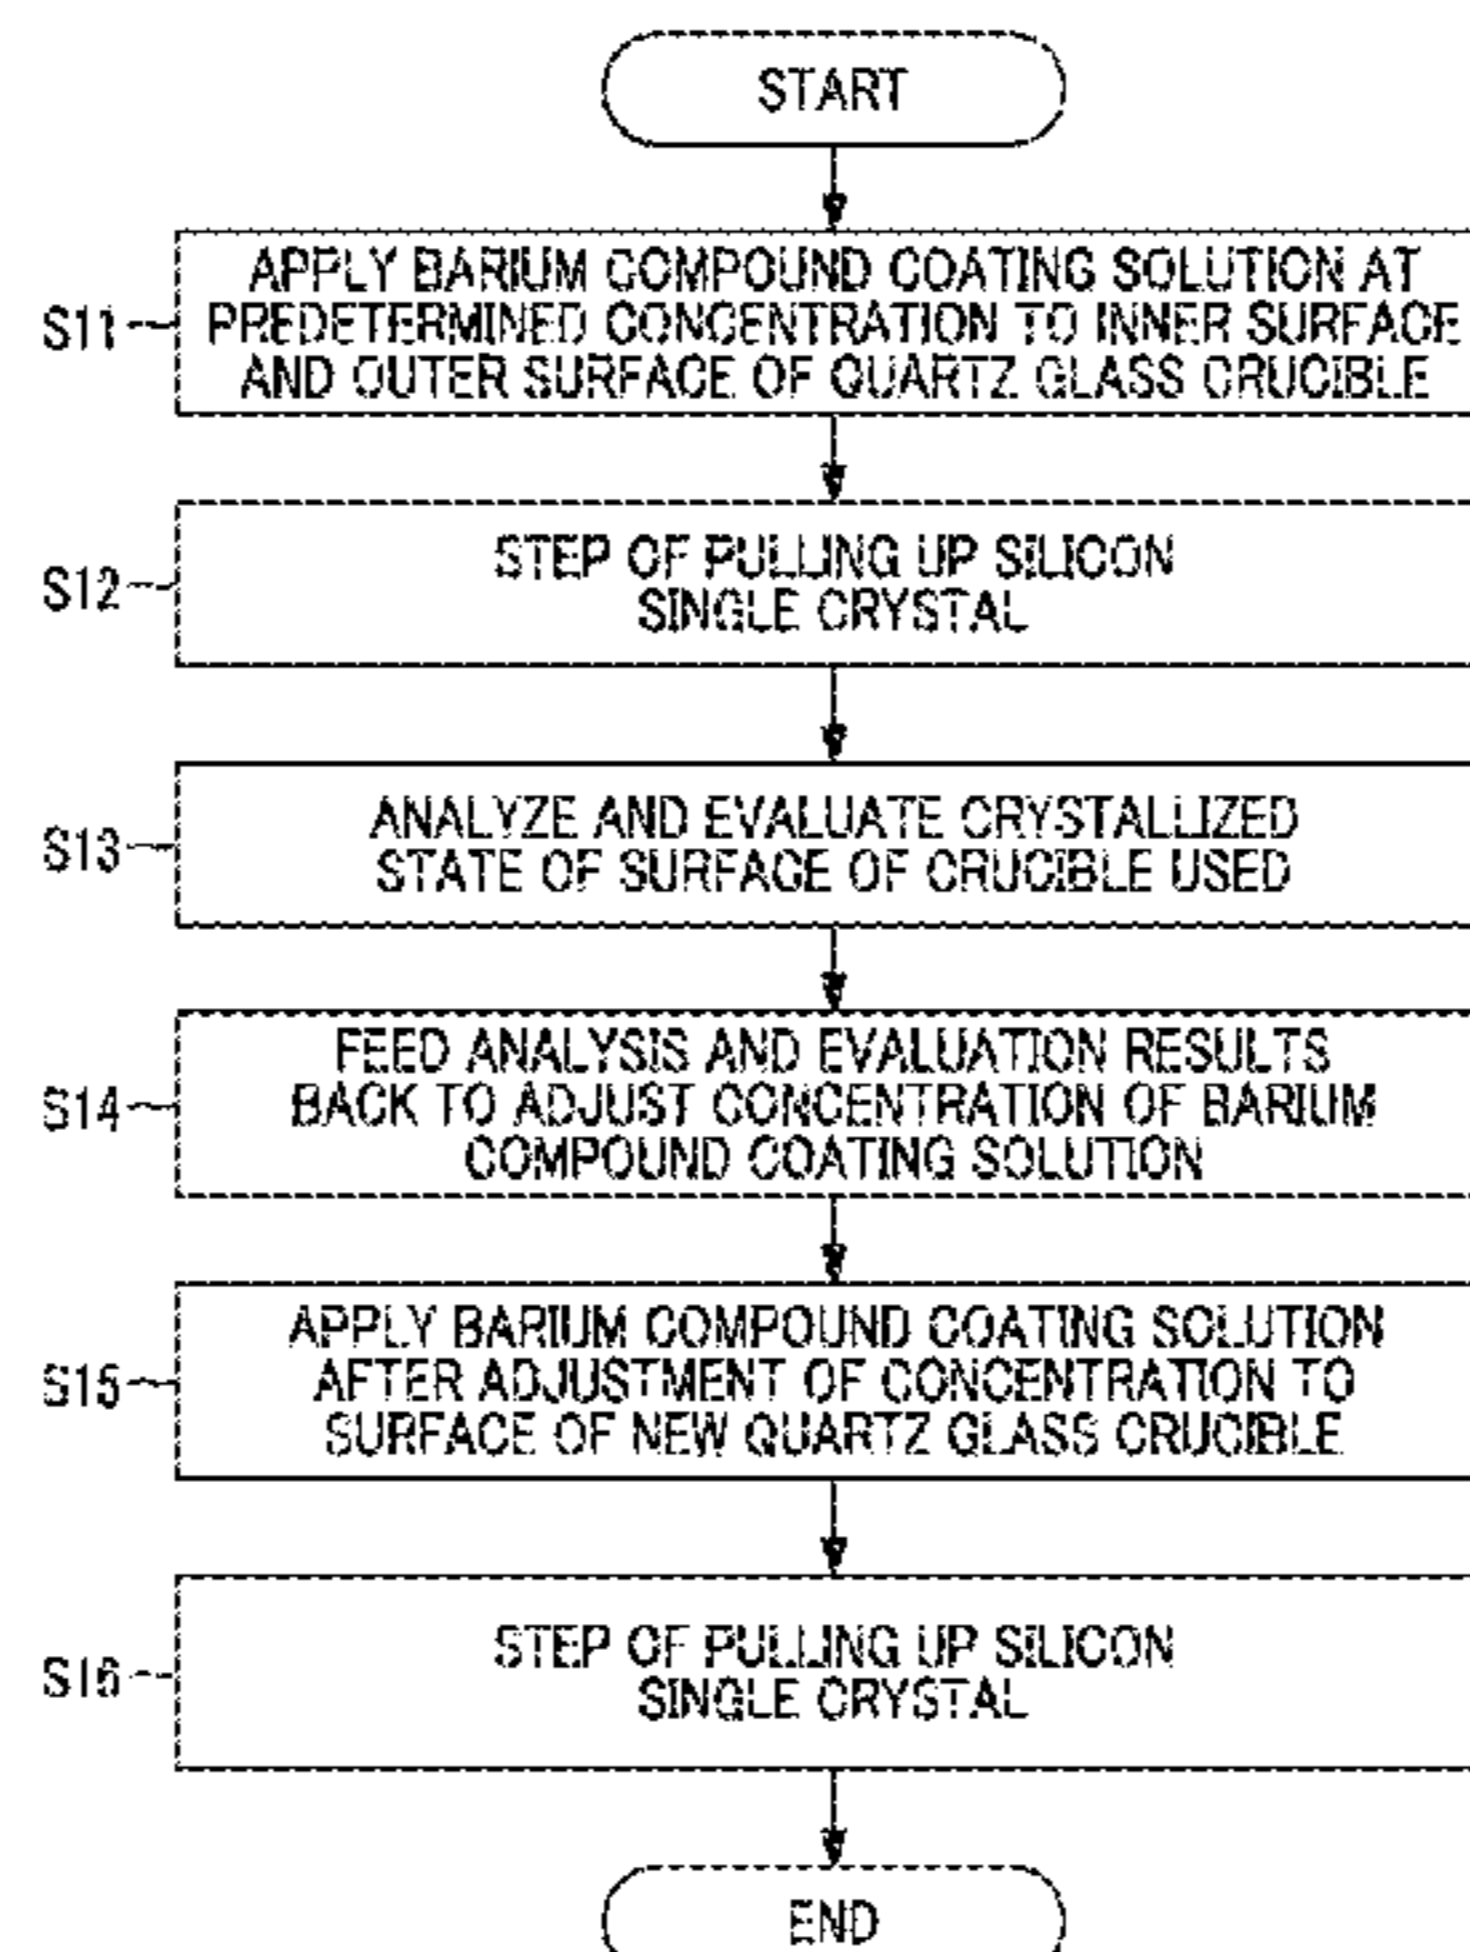 START
S11
APPLY BARIUM COMPOUND COATING SOLUTION AT
PREDETERMINED CONCENTRATION TO INNER SURFACE
AND OUTER SURFACE OF QUARTZ GLASS CRUCIBLE
S12
STEP OF PULLING UP SILICON
SINGLE CRYSTAL
S13
ANALYZE AND EVALUATE CRYSTALLIZED
STATE OF SURFACE OF CRUCIBLE USED
S14
FEED ANALYSIS AND EVALUATION RESULTS
BACK TO ADJUST CONCENTRATION OF BARIUM
COMPOUND COATING SOLUTION
S15
APPLY BARIUM COMPOUND COATING SOLUTION
AFTER ADJUSTMENT OF CONCENTRATION TO
SURFACE OF NEW QUARTZ GLASS CRUCIBLE
S16
STEP OF PULLING UP SILICON
SINGLE CRYSTAL
END